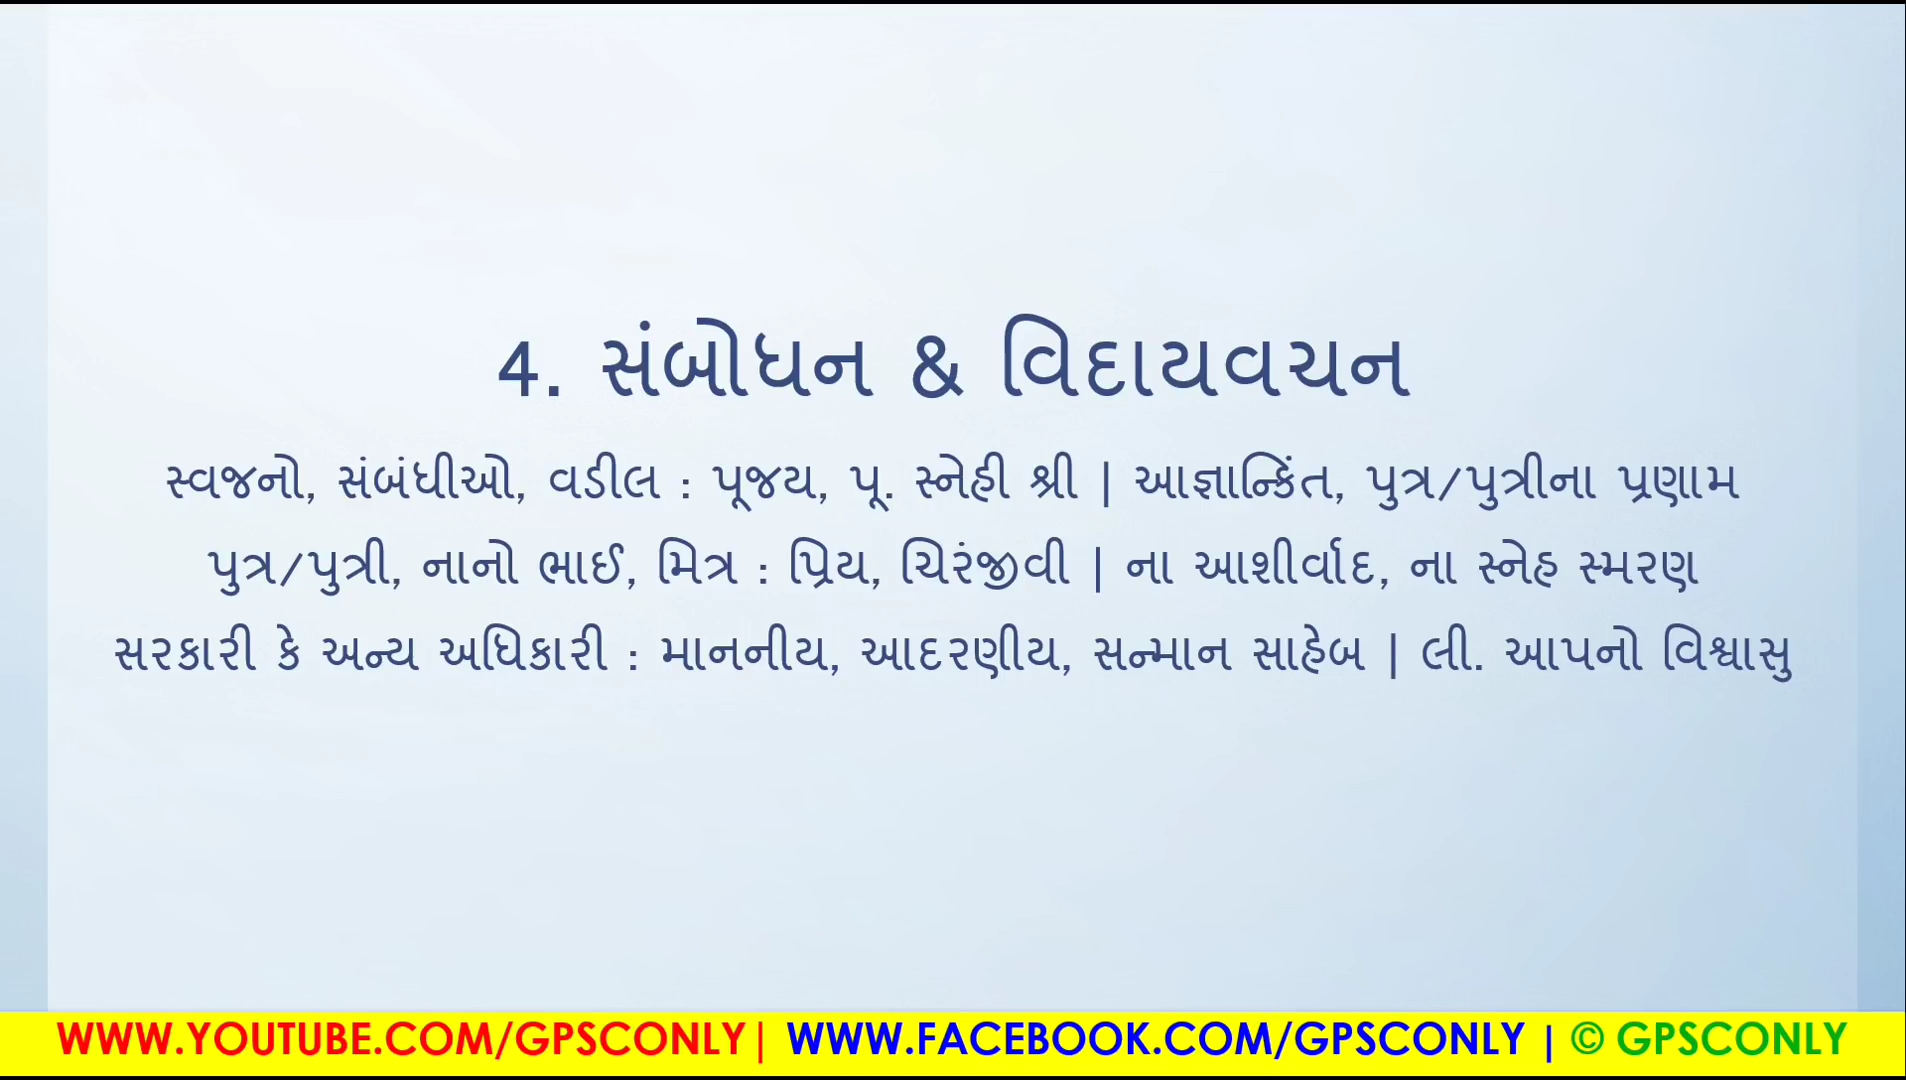 4. સંબોધન & વિદાયવચન
સ્વજનો, સંબંધીઓ, વડીલ : પૂજય, પૂ. સ્નેહી શ્રી | આજ્ઞાન્કિંત, પુત્ર/પુત્રીના પ્રણામ
પુત્ર/પુત્રી, નાનો ભાઈ, મિત્ર : પ્રિય, ચિરંજીવી | ના આશીર્વાદ, ના સ્નેહ સ્મરણ
સરકારી કે અન્ય અધિકારી : માનનીય, આદરણીય, સન્માન સાહેબ | લી. આપનો વિશ્વાસુ
WWW.YOUTUBE.COM/GPSCONLY| WWW.FACEBOOK.COM/GPSCONLY | © GPSCONLY